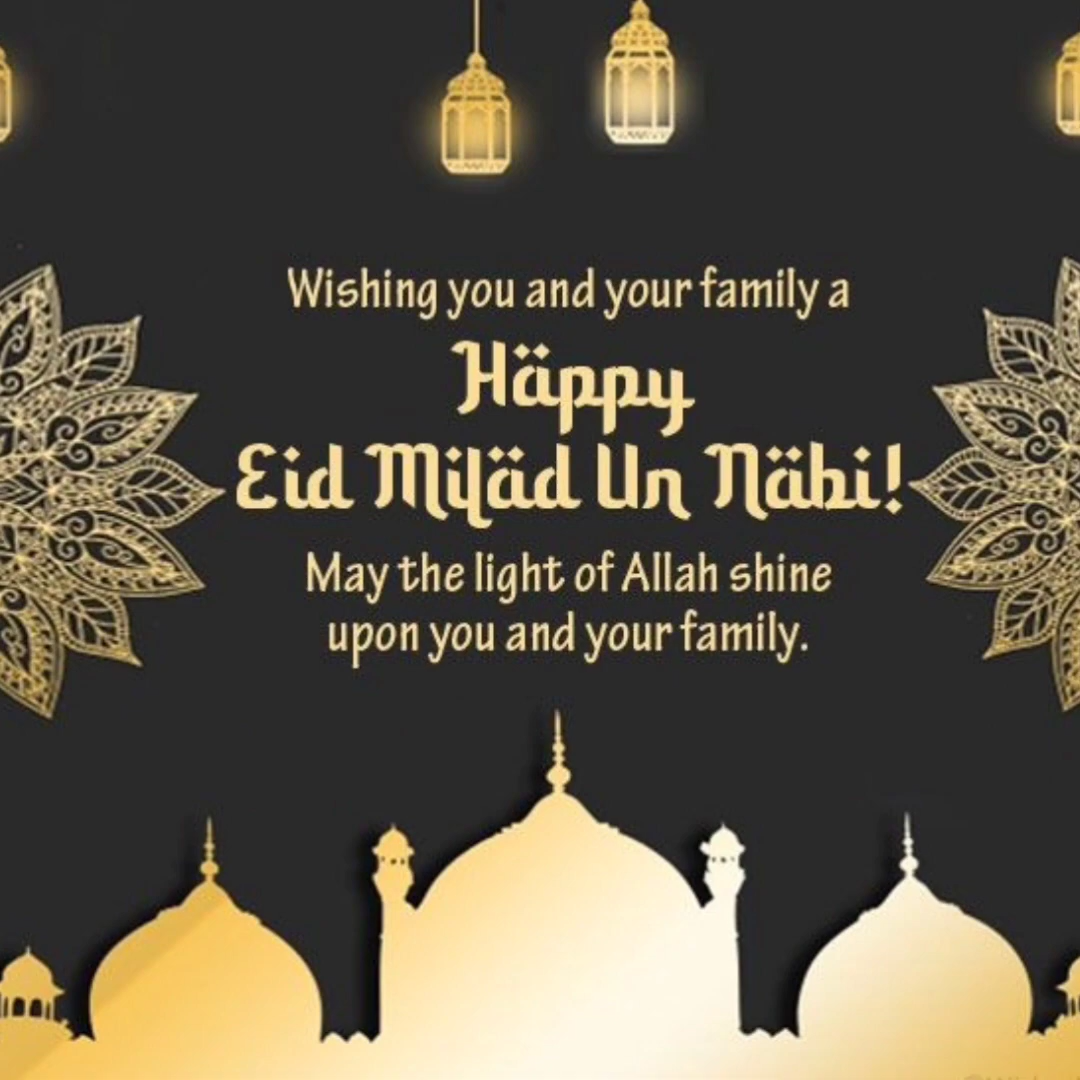 Wishing you and your family a
Häppy
Eid Miläd Un Näbi!
May the light of Allah shine
upon you and your family.